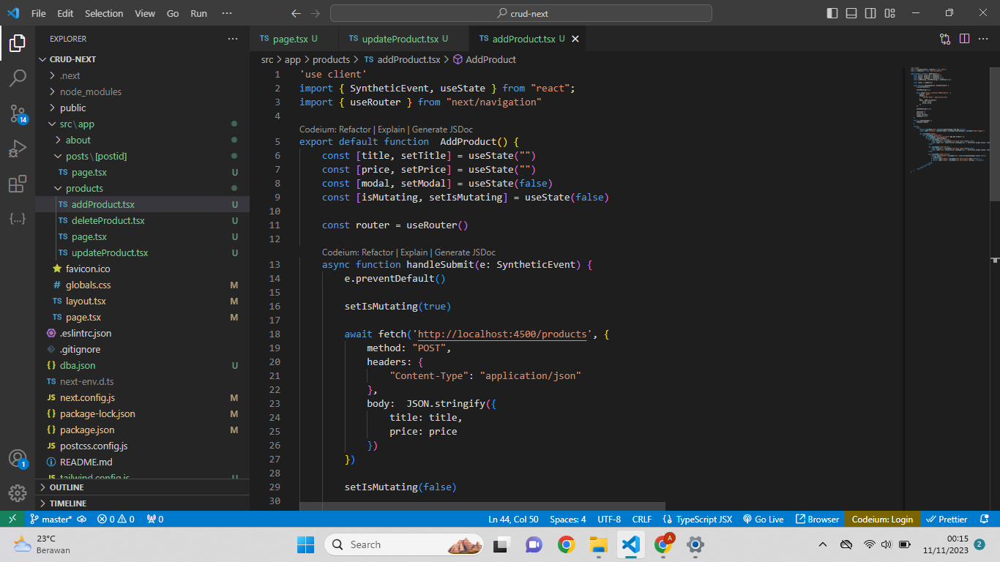 File Edit Selection View Go Run ··· crud-next
EXPLORER ···
CRUD-NEXT
.next
node_modules
public
src\app
about
posts\[postid]
TS page.tsx U
products
TS addProduct.tsx U
TS deleteProduct.tsx U
TS page.tsx U
TS updateProduct.tsx U
favicon.ico
# globals.css M
TS layout.tsx M
TS page.tsx M
.eslintrc.json
.gitignore
{} dba.json U
TS next-env.d.ts
JS next.config.js M
{} package-lock.json M
{} package.json M
JS postcss.config.js
README.md
JS tailwind.config.js U
OUTLINE
TIMELINE
14
1
TS page.tsx U TS updateProduct.tsx U TS addProduct.tsx U
src > app > products > TS addProduct.tsx > AddProduct
1 'use client'
2 import { SyntheticEvent, useState } from "react";
3 import { useRouter } from "next/navigation"
4
Codeium: Refactor | Explain | Generate JSDoc
5 export default function  AddProduct() {
6 const [title, setTitle] = useState("")
7 const [price, setPrice] = useState("")
8 const [modal, setModal] = useState(false)
9 const [isMutating, setIsMutating] = useState(false)
10
11 const router = useRouter()
12
Codeium: Refactor | Explain | Generate JSDoc
13 async function handleSubmit(e: SyntheticEvent) {
14 e.preventDefault()
15
16 setIsMutating(true)
17
18 await fetch('http://localhost:4500/products', {
19 method: "POST",
20 headers: {
21 "Content-Type": "application/json"
22 },
23 body:  JSON.stringify({
24 title: title,
25 price: price
26 })
27 })
28
29 setIsMutating(false)
30
master* 0 0 0 Ln 44, Col 50 Spaces: 4 UTF-8 CRLF {} TypeScript JSX Go Live Browser Codeium: Login Prettier
23°C
Berawan
Search
A
00:15
11/11/2023
2